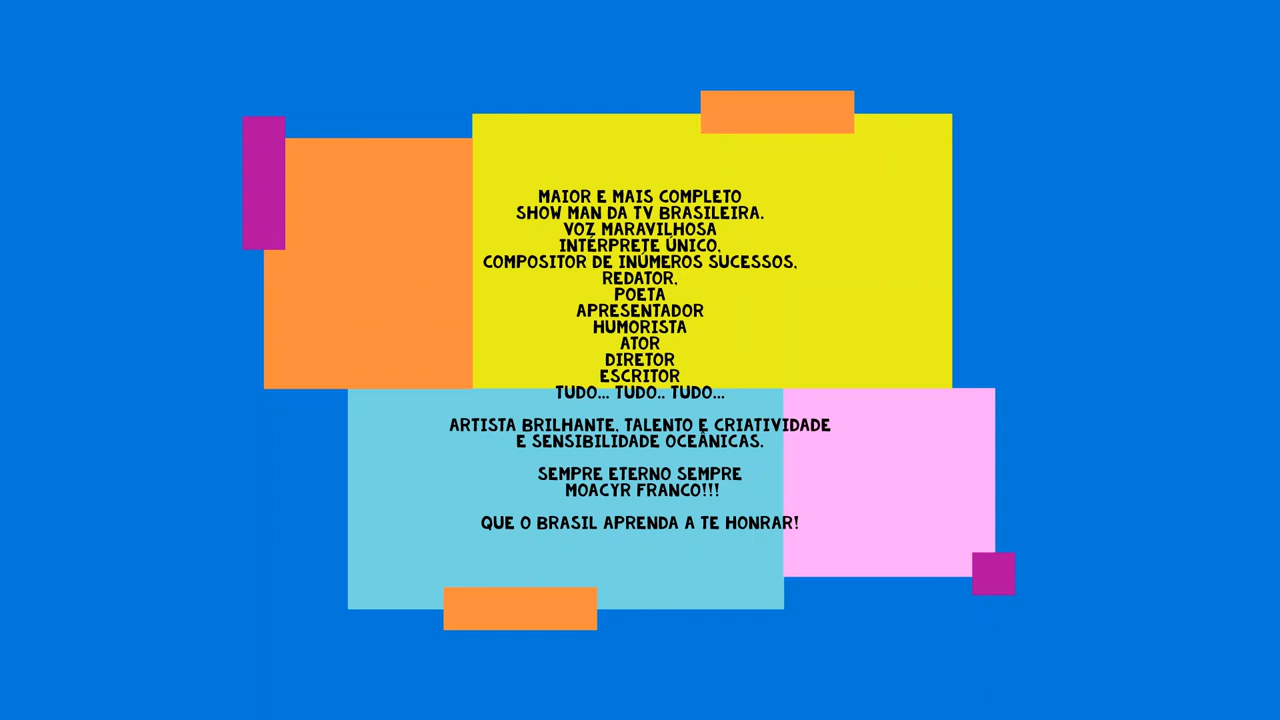 MAIOR E MAIS COMPLETO
SHOW MAN DA TV BRASILEIRA.
VOZ MARAVILHOSA
INTÉRPRETE ÚNICO,
COMPOSITOR DE INÚMEROS SUCESSOS,
REDATOR,
POETA
APRESENTADOR
HUMORISTA
ATOR
DIRETOR
ESCRITOR
TUDO... TUDO.. TUDO...
ARTISTA BRILHANTE, TALENTO E CRIATIVIDADE
E SENSIBILIDADE OCEÂNICAS.
SEMPRE ETERNO SEMPRE
MOACYR FRANCO!!!
QUE O BRASIL APRENDA A TE HONRAR!